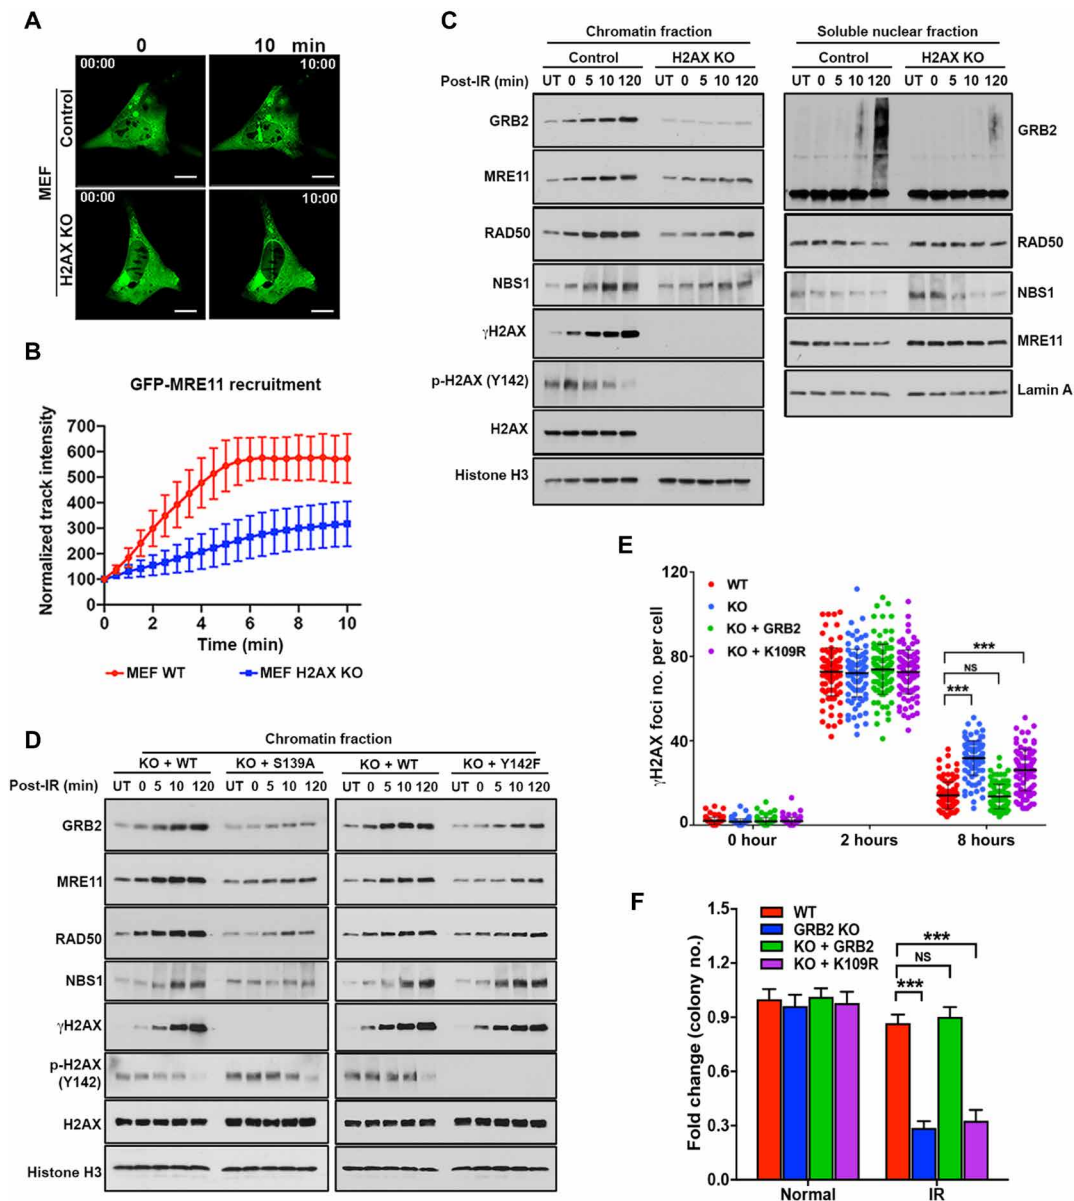 A
0
10 min
00:00
10:00
MEF
Control
H2AX KO
00:00
10:00
B
GFP-MRE11 recruitment
Normalized track intensity
700
600
500
400
300
200
100
0
0 2 4 6 8 10
Time (min)
MEF WT
MEF H2AX KO
C
Chromatin fraction
Control
H2AX KO
Post-IR (min)
UT 0 5 10 120 UT 0 5 10 120
GRB2
MRE11
RAD50
NBS1
γH2AX
p-H2AX (Y142)
H2AX
Histone H3
Soluble nuclear fraction
Control
H2AX KO
UT 0 5 10 120 UT 0 5 10 120
GRB2
RAD50
NBS1
MRE11
Lamin A
D
Chromatin fraction
KO + WT
KO + S139A
KO + WT
KO + Y142F
Post-IR (min)
UT 0 5 10 120 UT 0 5 10 120 UT 0 5 10 120 UT 0 5 10 120
GRB2
MRE11
RAD50
NBS1
γH2AX
p-H2AX
(Y142)
H2AX
Histone H3
E
γH2AX foci no. per cell
120
80
40
0
WT
KO
KO + GRB2
KO + K109R
***
NS
***
0 hour
2 hours
8 hours
F
Fold change (colony no.)
1.5
1.2
0.9
0.6
0.3
0.0
WT
GRB2 KO
KO + GRB2
KO + K109R
***
NS
***
Normal
IR